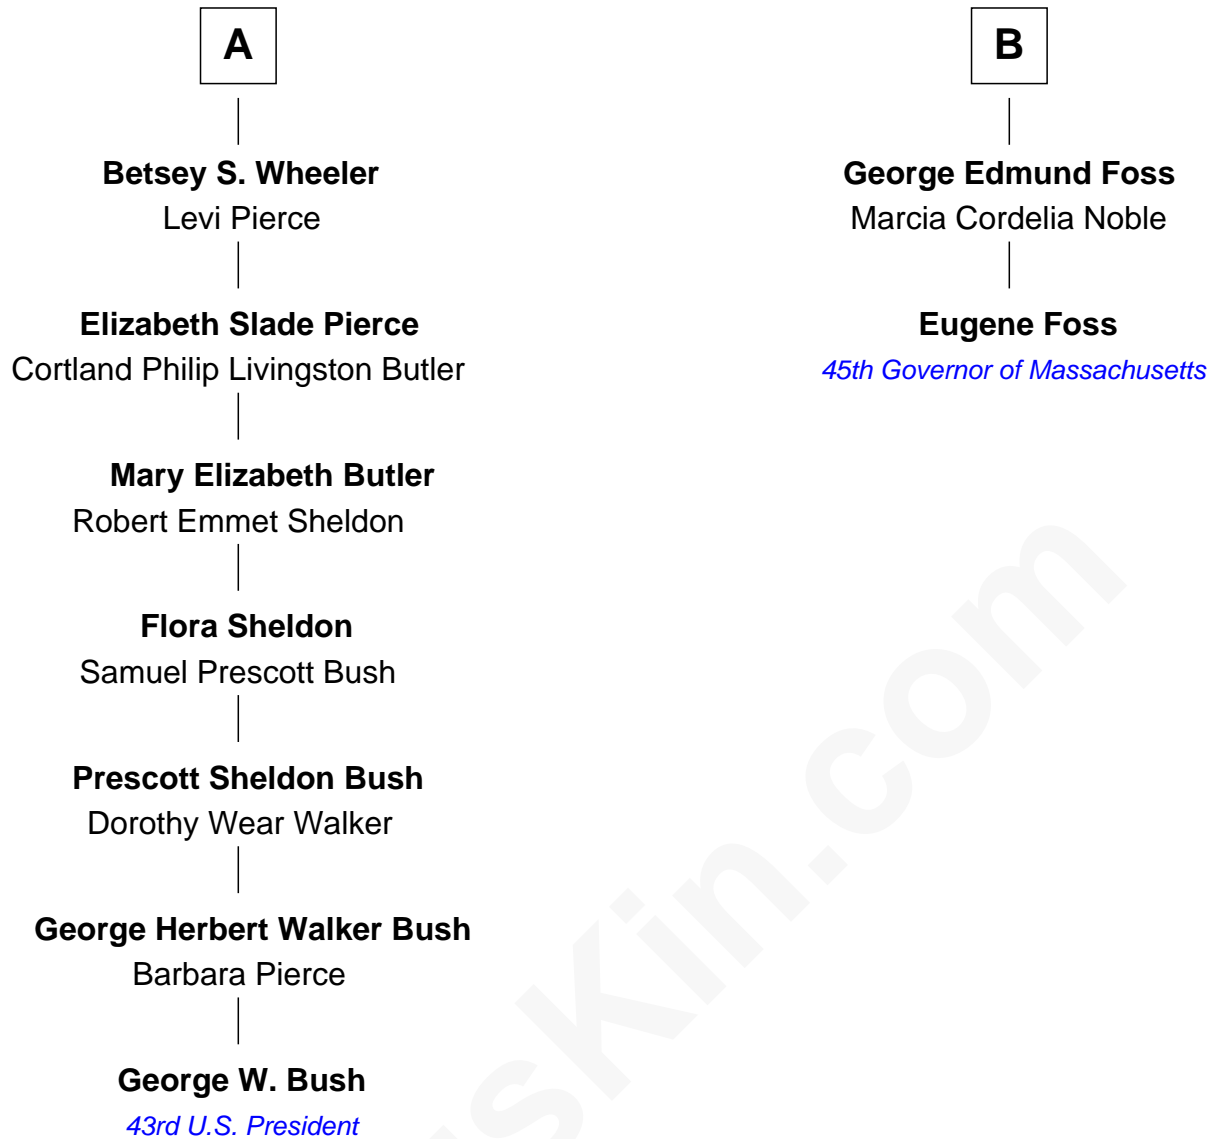 A
Betsey S. Wheeler
Levi Pierce
Elizabeth Slade Pierce
Cortland Philip Livingston Butler
Mary Elizabeth Butler
Robert Emmet Sheldon
Flora Sheldon
Samuel Prescott Bush
Prescott Sheldon Bush
Dorothy Wear Walker
George Herbert Walker Bush
Barbara Pierce
George W. Bush
43rd U.S. President
B
George Edmund Foss
Marcia Cordelia Noble
Eugene Foss
45th Governor of Massachusetts
sKin.com